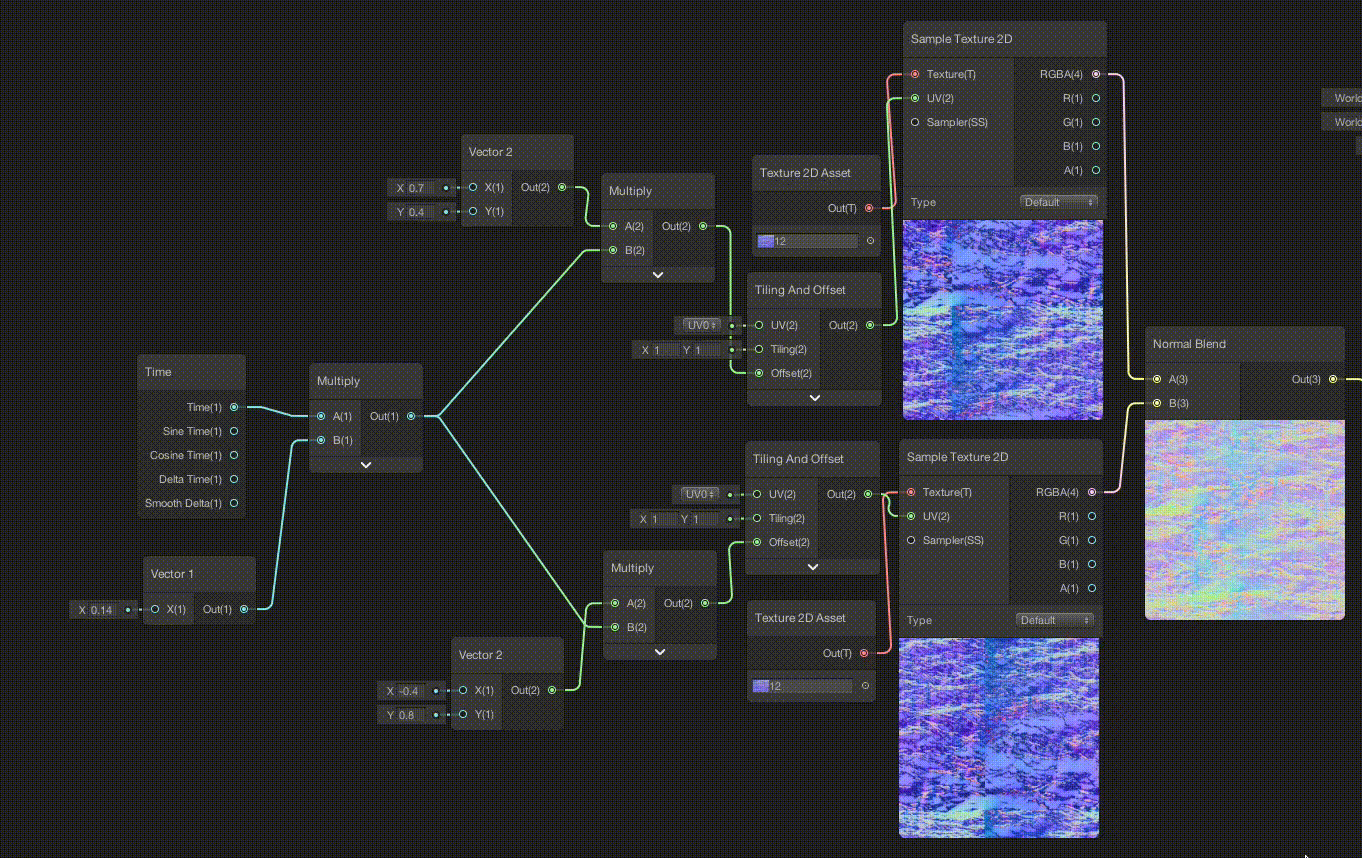 Time
Time(1)
Sine Time(1)
Cosine Time(1)
Delta Time(1)
Smooth Delta(1)
Vector 1
X 0.14
X(1) Out(1)
Multiply
A(1) Out(1)
B(1)
Vector 2
X 0.7 X(1) Out(2)
Y 0.4 Y(1)
Multiply
A(2) Out(2)
B(2)
Texture 2D Asset
Out(T)
12
Tiling And Offset
UV0 UV(2) Out(2)
X 1 Y 1 Tiling(2)
Offset(2)
Sample Texture 2D
Texture(T) RGBA(4)
UV(2) R(1)
Sampler(SS) G(1)
B(1)
A(1)
Type Default
Vector 2
X -0.4 X(1) Out(2)
Y 0.8 Y(1)
Multiply
A(2) Out(2)
B(2)
Tiling And Offset
UV0 UV(2) Out(2)
X 1 Y 1 Tiling(2)
Offset(2)
Texture 2D Asset
Out(T)
12
Sample Texture 2D
Texture(T) RGBA(4)
UV(2) R(1)
Sampler(SS) G(1)
B(1)
A(1)
Type Default
Normal Blend
A(3) Out(3)
B(3)